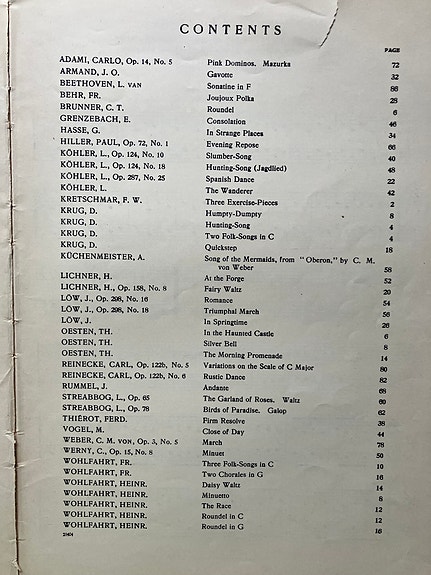 CONTENTS
PAGE
ADAMI, CARLO, Op. 14, No. 5 Pink Dominos. Mazurka 72
ARMAND, J. O. Gavotte 32
BEETHOVEN, L. VAN Sonatine in F 86
BEHR, FR. Joujoux Polka 28
BRUNNER, C. T. Roundel 6
GRENZEBACH, E. Consolation 46
HASSE, G. In Strange Places 34
HILLER, PAUL, Op. 72, No. 1 Evening Repose 66
KÖHLER, L., Op. 124, No. 10 Slumber-Song 40
KÖHLER, L., Op. 124, No. 18 Hunting-Song (Jagdlied) 48
KÖHLER, L., Op. 287, No. 25 Spanish Dance 22
KÖHLER, L. The Wanderer 42
KRETSCHMAR, F. W. Three Exercise-Pieces 2
KRUG, D. Humpty-Dumpty 8
KRUG, D. Hunting-Song 4
KRUG, D. Two Folk-Songs in C 4
KRUG, D. Quickstep 18
KÜCHENMEISTER, A. Song of the Mermaids, from "Oberon," by C. M.
von Weber 58
LICHNER, H. At the Forge 52
LICHNER, H., Op. 158, No. 8 Fairy Waltz 20
LÖW, J., Op. 298, No. 16 Romance 54
LÖW, J., Op. 298, No. 18 Triumphal March 56
LÖW, J. In Springtime 26
OESTEN, TH. In the Haunted Castle 6
OESTEN, TH. Silver Bell 8
OESTEN, TH. The Morning Promenade 14
REINECKE, CARL, Op. 122b, No. 5 Variations on the Scale of C Major 80
REINECKE, CARL, Op. 122b, No. 6 Rustic Dance 82
RUMMEL, J. Andante 68
STREABBOG, L., Op. 65 The Garland of Roses. Waltz 60
STREABBOG, L., Op. 78 Birds of Paradise. Galop 62
THIÉROT, FERD. Firm Resolve 38
VOGEL, M. Close of Day 44
WEBER, C. M. VON, Op. 3, No. 5 March 78
WERNY, C., Op. 15, No. 8 Minuet 50
WOHLFAHRT, FR. Three Folk-Songs in C 10
WOHLFAHRT, FR. Two Chorales in G 16
WOHLFAHRT, HEINR. Daisy Waltz 14
WOHLFAHRT, HEINR. Minuetto 8
WOHLFAHRT, HEINR. The Race 12
WOHLFAHRT, HEINR. Roundel in C 12
WOHLFAHRT, HEINR. Roundel in G 16